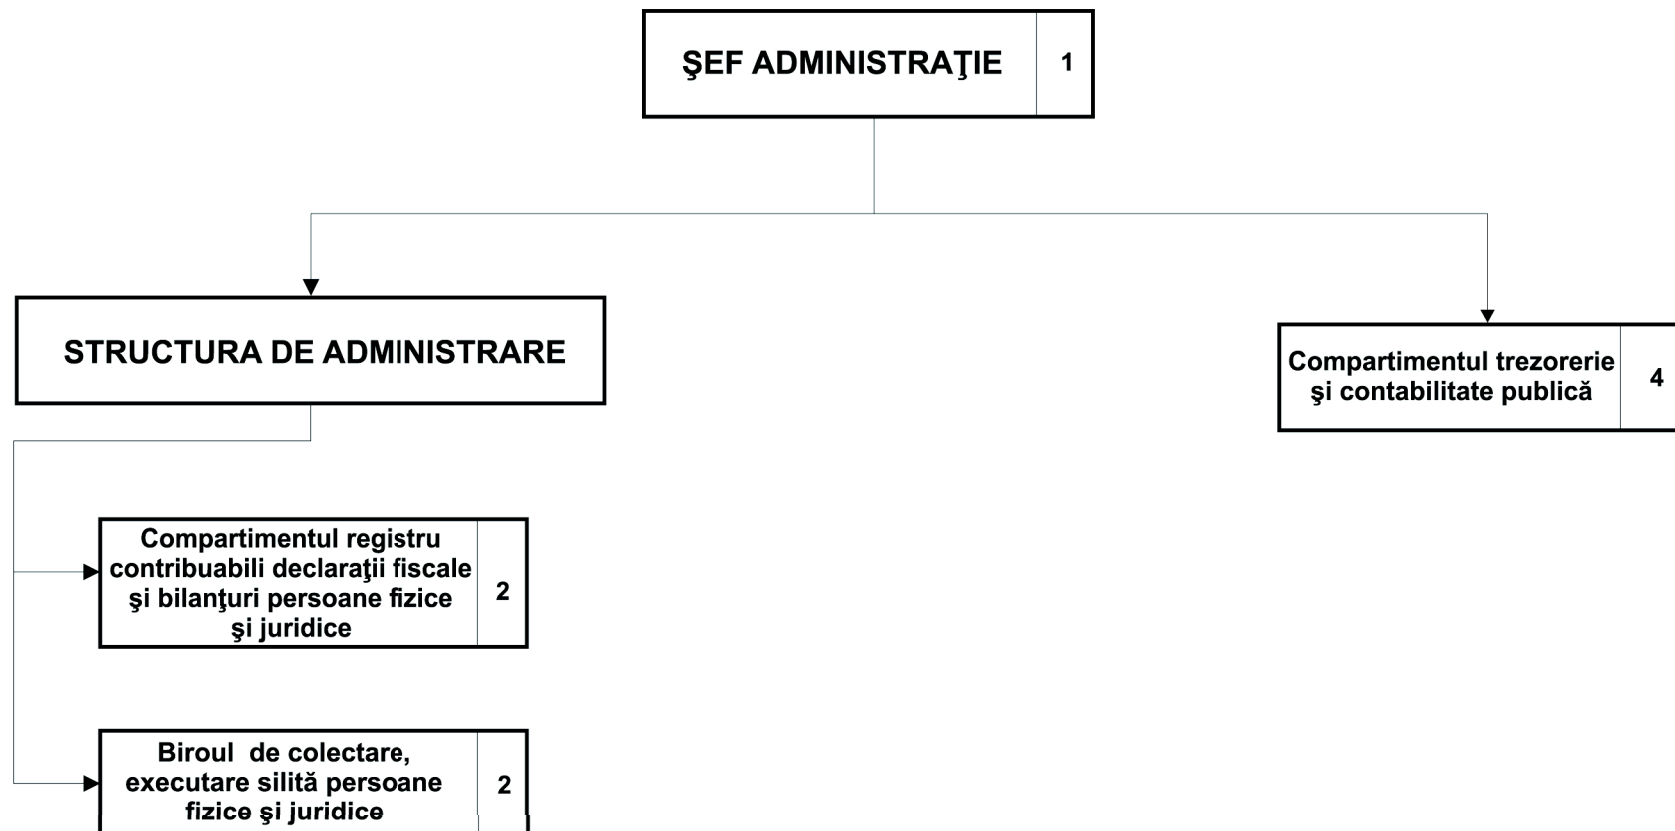 ŞEF ADMINISTRAŢIE 1
STRUCTURA DE ADMINISTRARE
Compartimentul trezorerie
şi contabilitate publică
4
Compartimentul registru
contribuabili declaraţii fiscale
şi bilanţuri persoane fizice
şi juridice
2
Biroul de colectare,
executare silită persoane
fizice şi juridice
2